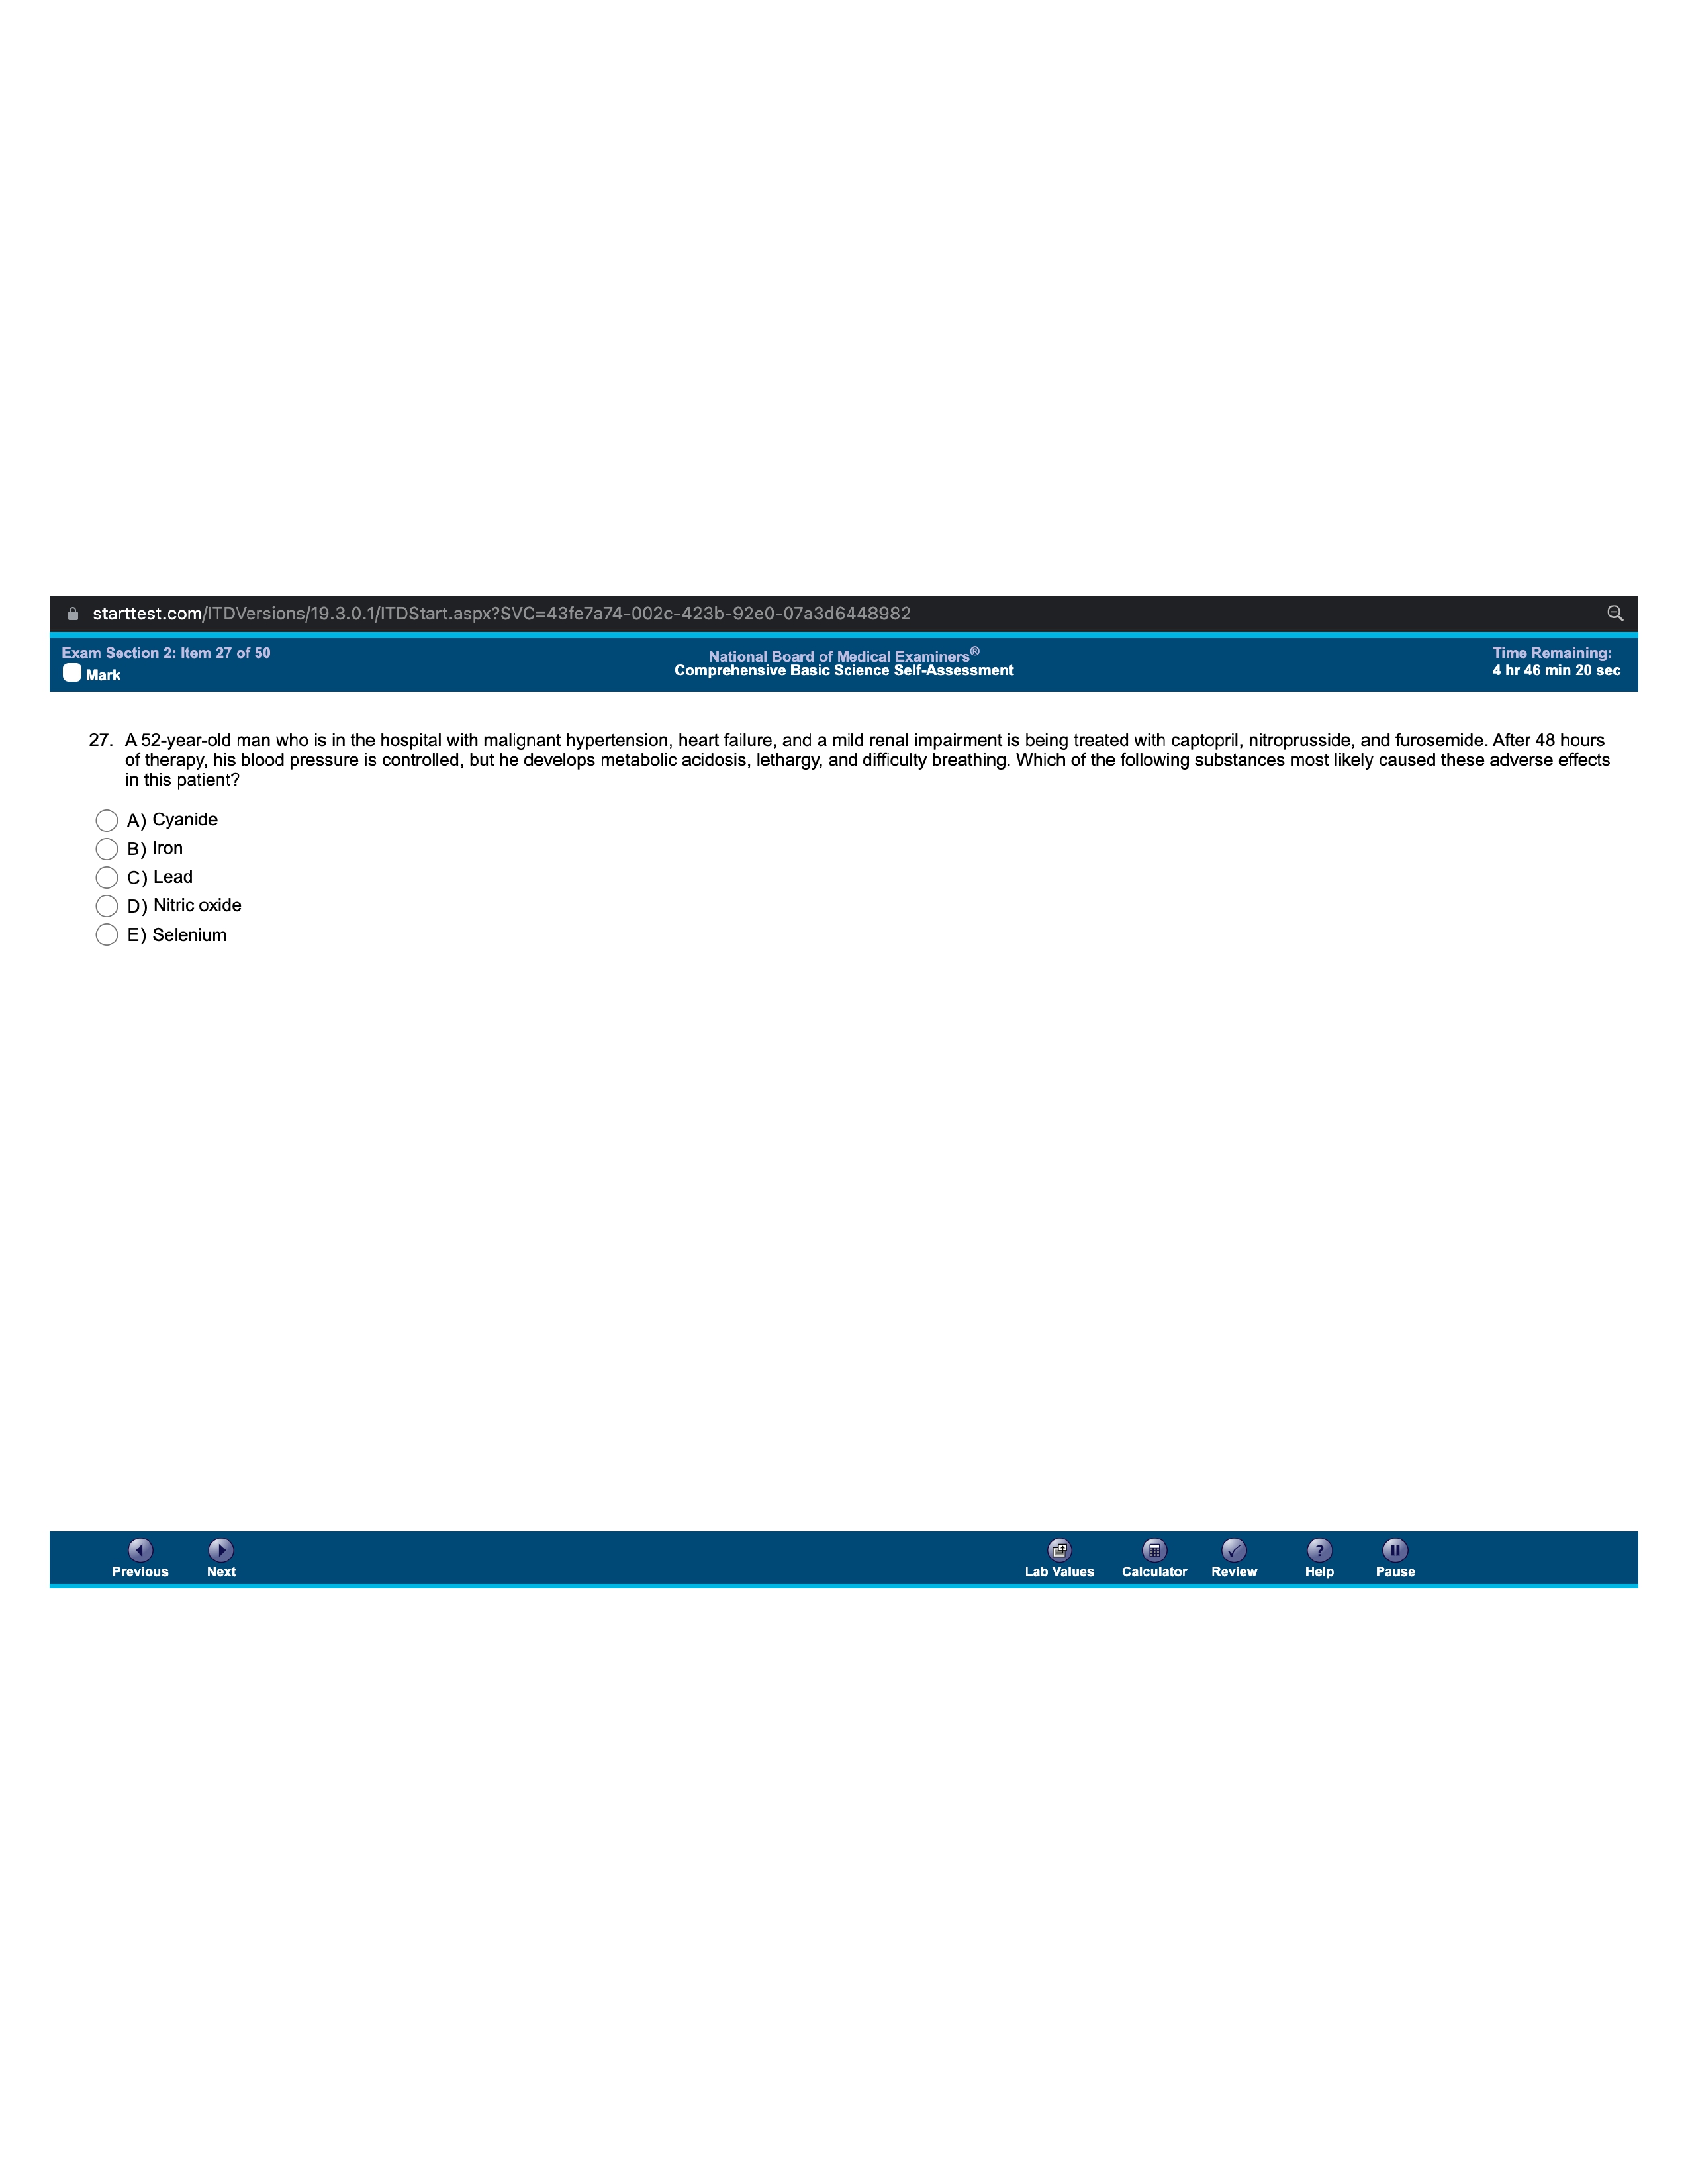 starttest.com/ITDVersions/19.3.0.1/ITDStart.aspx?SVC=43fe7a74-002c-423b-92e0-07a3d6448982
Exam Section 2: Item 27 of 50
Mark
National Board of Medical Examiners®
Comprehensive Basic Science Self-Assessment
Time Remaining:
4 hr 46 min 20 sec
27. A 52-year-old man who is in the hospital with malignant hypertension, heart failure, and a mild renal impairment is being treated with captopril, nitroprusside, and furosemide. After 48 hours
of therapy, his blood pressure is controlled, but he develops metabolic acidosis, lethargy, and difficulty breathing. Which of the following substances most likely caused these adverse effects
in this patient?
A) Cyanide
B) Iron
C) Lead
D) Nitric oxide
E) Selenium
Previous Next Lab Values Calculator Review Help Pause